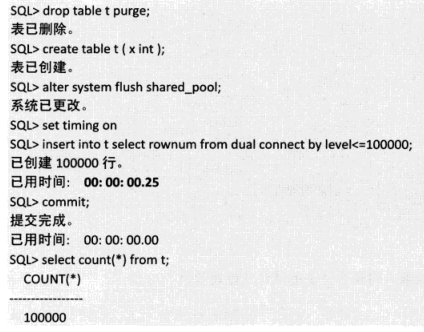 SQL> drop table t purge;
表已删除。
SQL> create table t ( x int );
表已创建。
SQL> alter system flush shared_pool;
系统已更改。
SQL> set timing on
SQL> insert into t select rownum from dual connect by level<=100000;
已创建 100000 行。
已用时间: 00: 00: 00.25
SQL> commit;
提交完成。
已用时间: 00: 00: 00.00
SQL> select count(*) from t;
COUNT(*)
-----------------
100000